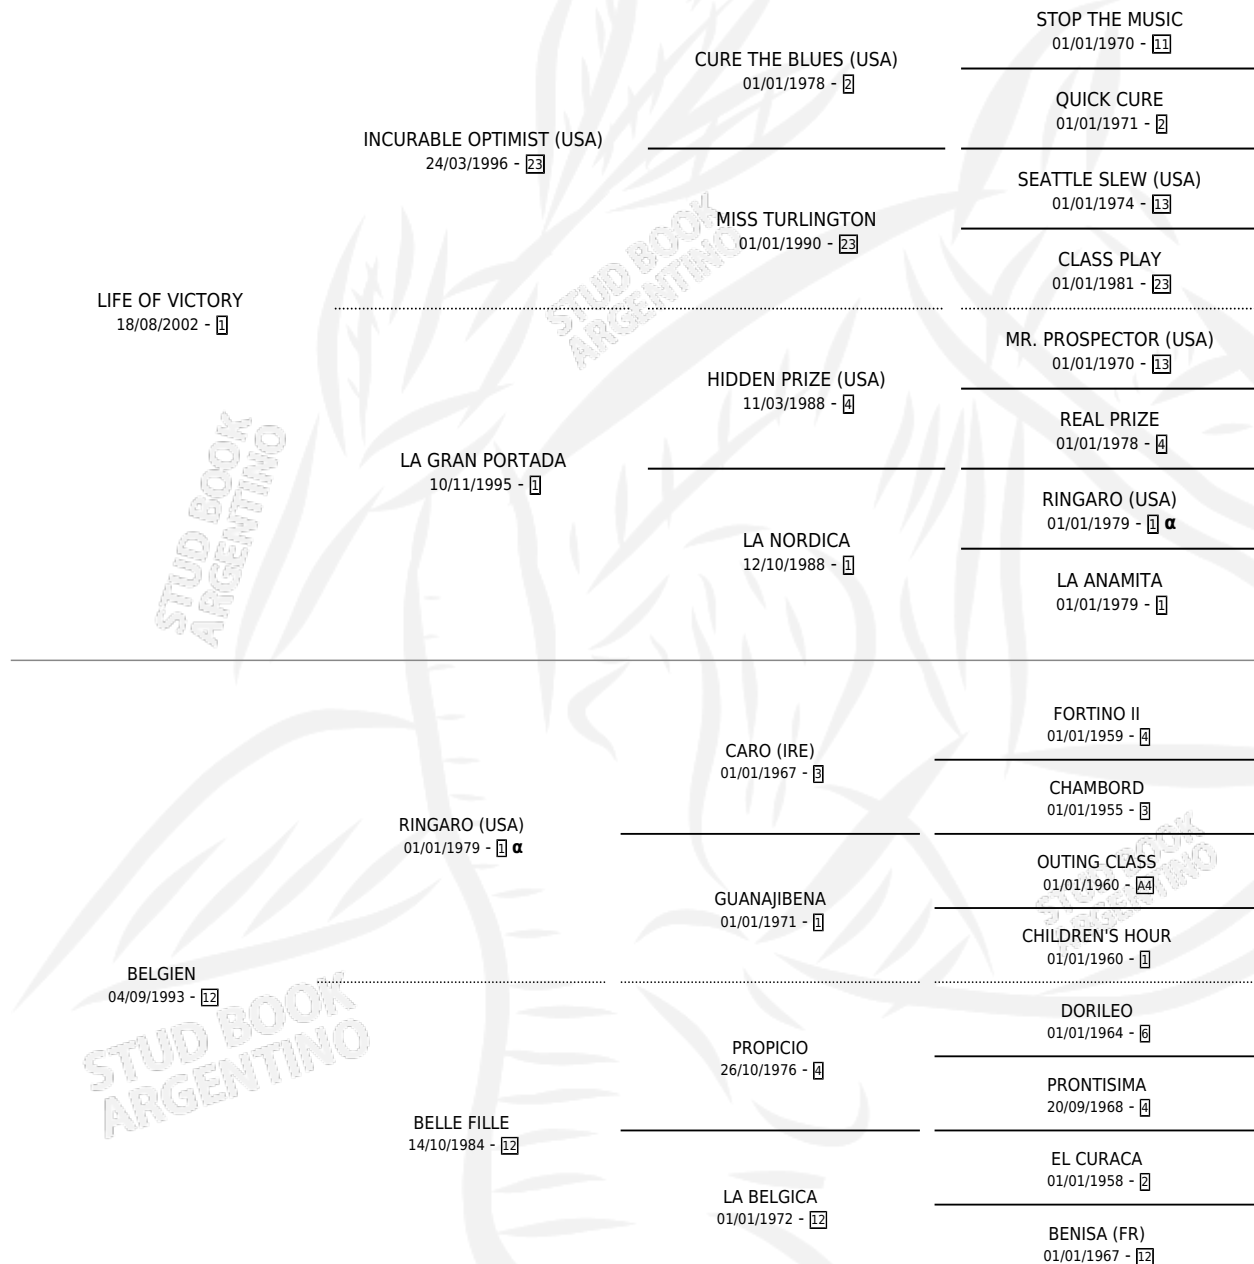 STOP THE MUSIC
01/01/1970 - 11
CURE THE BLUES (USA)
01/01/1978 - 2
QUICK CURE
01/01/1971 - 2
INCURABLE OPTIMIST (USA)
24/03/1996 - 23
SEATTLE SLEW (USA)
01/01/1974 - 13
MISS TURLINGTON
01/01/1990 - 23
CLASS PLAY
01/01/1981 - 23
STUD BOOK
ARGENTINO
LIFE OF VICTORY
18/08/2002 - 1
MR. PROSPECTOR (USA)
01/01/1970 - 13
HIDDEN PRIZE (USA)
11/03/1988 - 4
REAL PRIZE
01/01/1978 - 4
LA GRAN PORTADA
10/11/1995 - 1
RINGARO (USA)
01/01/1979 - 1 α
LA NORDICA
12/10/1988 - 1
LA ANAMITA
01/01/1979 - 1
STUD BOOK
ARGENTINO
FORTINO II
01/01/1959 - 4
CARO (IRE)
01/01/1967 - 3
CHAMBORD
01/01/1955 - 3
RINGARO (USA)
01/01/1979 - 1 α
OUTING CLASS
01/01/1960 - A4
GUANAJIBENA
01/01/1971 - 1
CHILDREN'S HOUR
01/01/1960 - 1
STUD BOOK
ARGENTINO
BELGIEN
04/09/1993 - 12
DORILEO
01/01/1964 - 6
PROPICIO
26/10/1976 - 4
PRONTISIMA
20/09/1968 - 4
STUD BOOK
ARGENTINO
BELLE FILLE
14/10/1984 - 12
EL CURACA
01/01/1958 - 2
LA BELGICA
01/01/1972 - 12
BENISA (FR)
01/01/1967 - 12